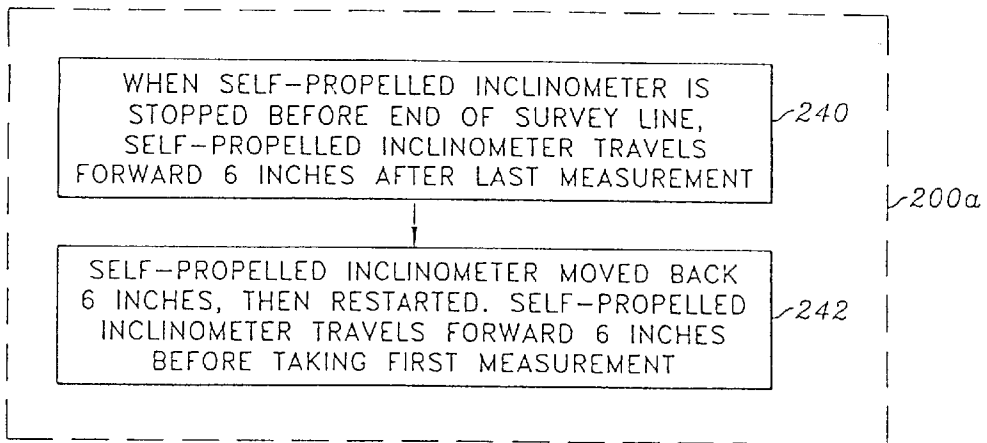 WHEN SELF-PROPELLED INCLINOMETER IS
STOPPED BEFORE END OF SURVEY LINE,
SELF-PROPELLED INCLINOMETER TRAVELS
FORWARD 6 INCHES AFTER LAST MEASUREMENT
240
200a
SELF-PROPELLED INCLINOMETER MOVED BACK
6 INCHES, THEN RESTARTED. SELF-PROPELLED
INCLINOMETER TRAVELS FORWARD 6 INCHES
BEFORE TAKING FIRST MEASUREMENT
242